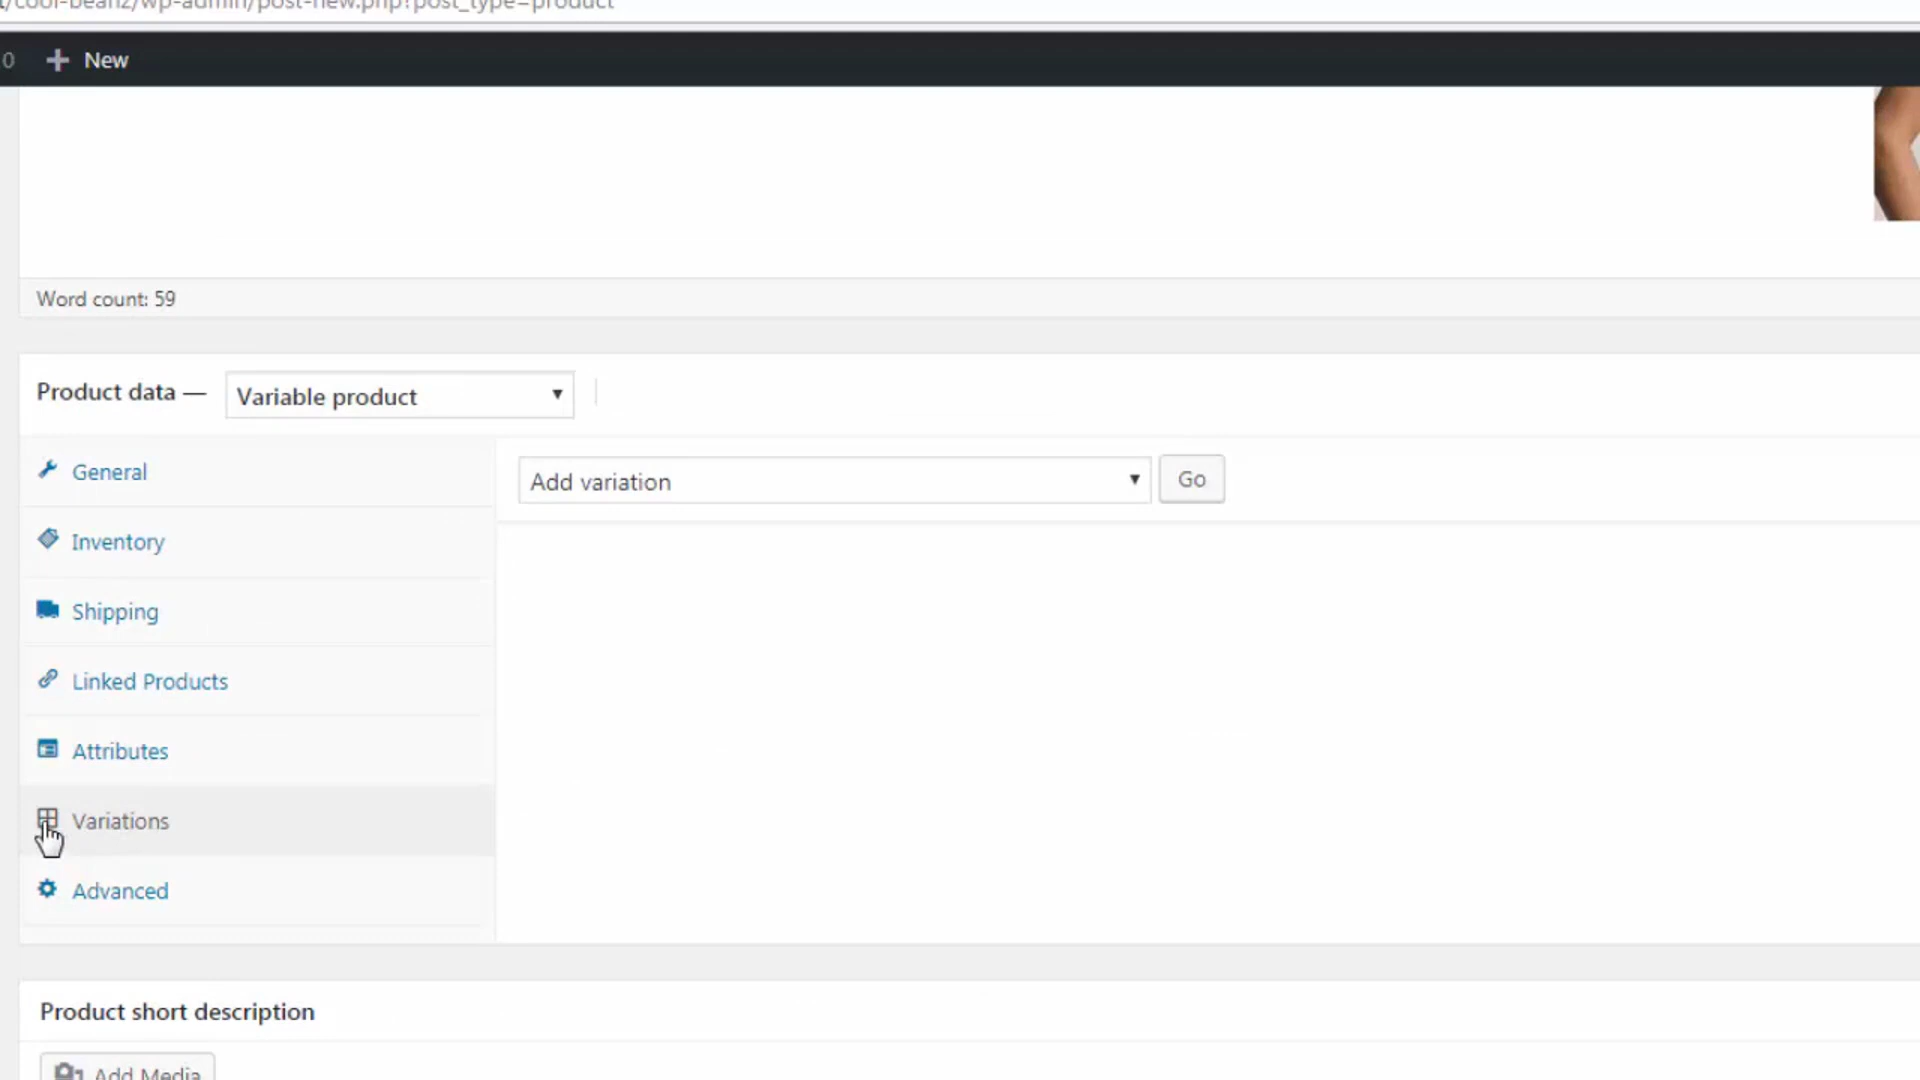 /cool-beanz/wp-admin/post-new.php?post_type=product
0 New
Word count: 59
Product data —
Variable product
General
Add variation
Go
Inventory
Shipping
Linked Products
Attributes
Variations
Advanced
Product short description
Add Media